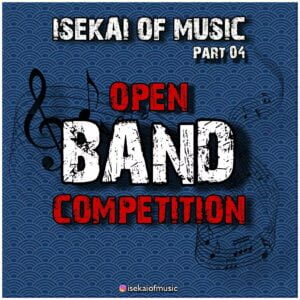 ISEKAI OF MUSIC
PART 04
OPEN
BAND
COMPETITION
isekaiofmusic